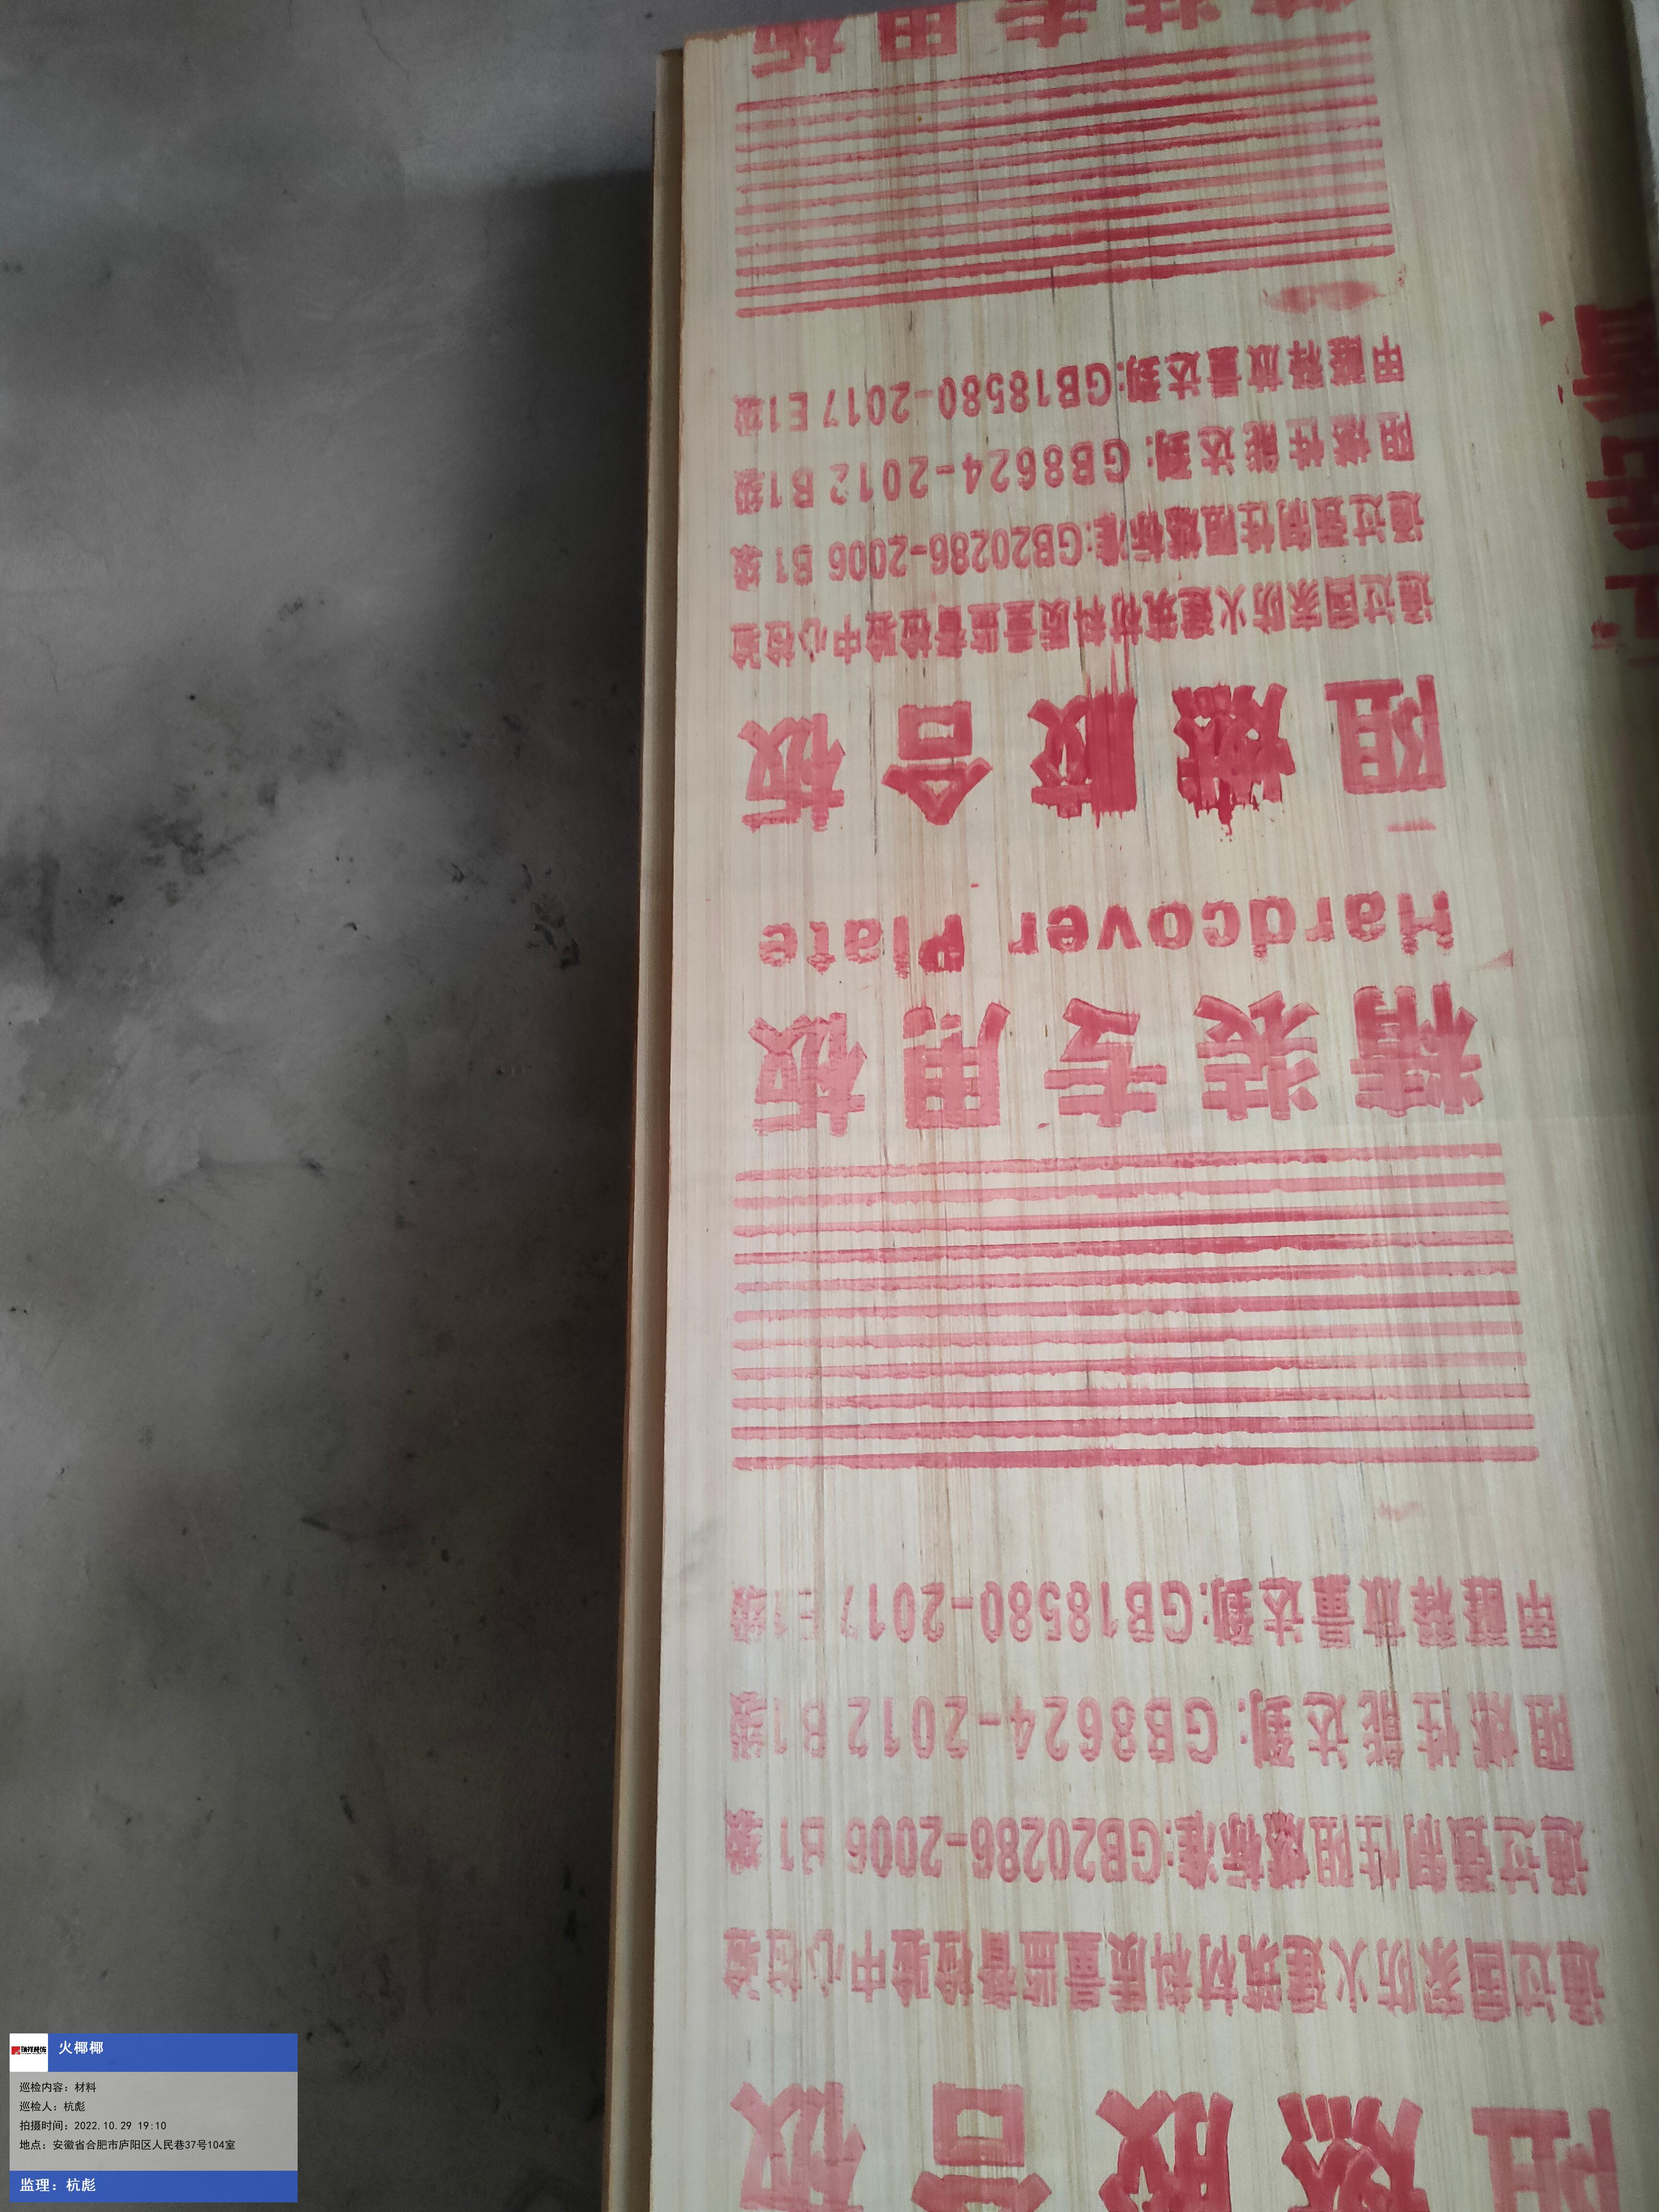 阻燃胶合板
通过国家防火建筑材料质量监督检验中心检验
通过强制性阻燃标准:GB20286-2006 B1级
阻燃性能达到:GB8624-2012 B1级
甲醛释放量达到:GB18580-2017 E1级
精装专用板
Hardcover Plate
阻燃胶合板
通过国家防火建筑材料质量监督检验中心检验
通过强制性阻燃标准:GB20286-2006 B1级
阻燃性能达到:GB8624-2012 B1级
甲醛释放量达到:GB18580-2017 E1级
精装专用板
火椰椰
巡检内容：材料
巡检人：杭彪
拍摄时间：2022.10.29 19:10
地点：安徽省合肥市庐阳区人民巷37号104室
监理：杭彪